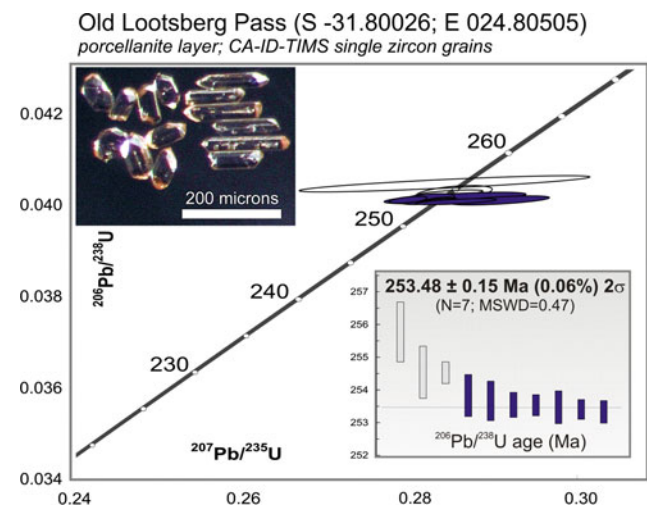 Old Lootsberg Pass (S -31.80026; E 024.80505)
porcellanite layer; CA-ID-TIMS single zircon grains
0.042
0.040
0.038
0.036
0.034
200 microns
260
250
240
230
²⁰⁶Pb/²³⁸U
²⁰⁷Pb/²³⁵U
253.48 ± 0.15 Ma (0.06%) 2σ
(N=7; MSWD=0.47)
257
256
255
254
253
252
²⁰⁶Pb/²³⁸U age (Ma)
0.24 0.26 0.28 0.30